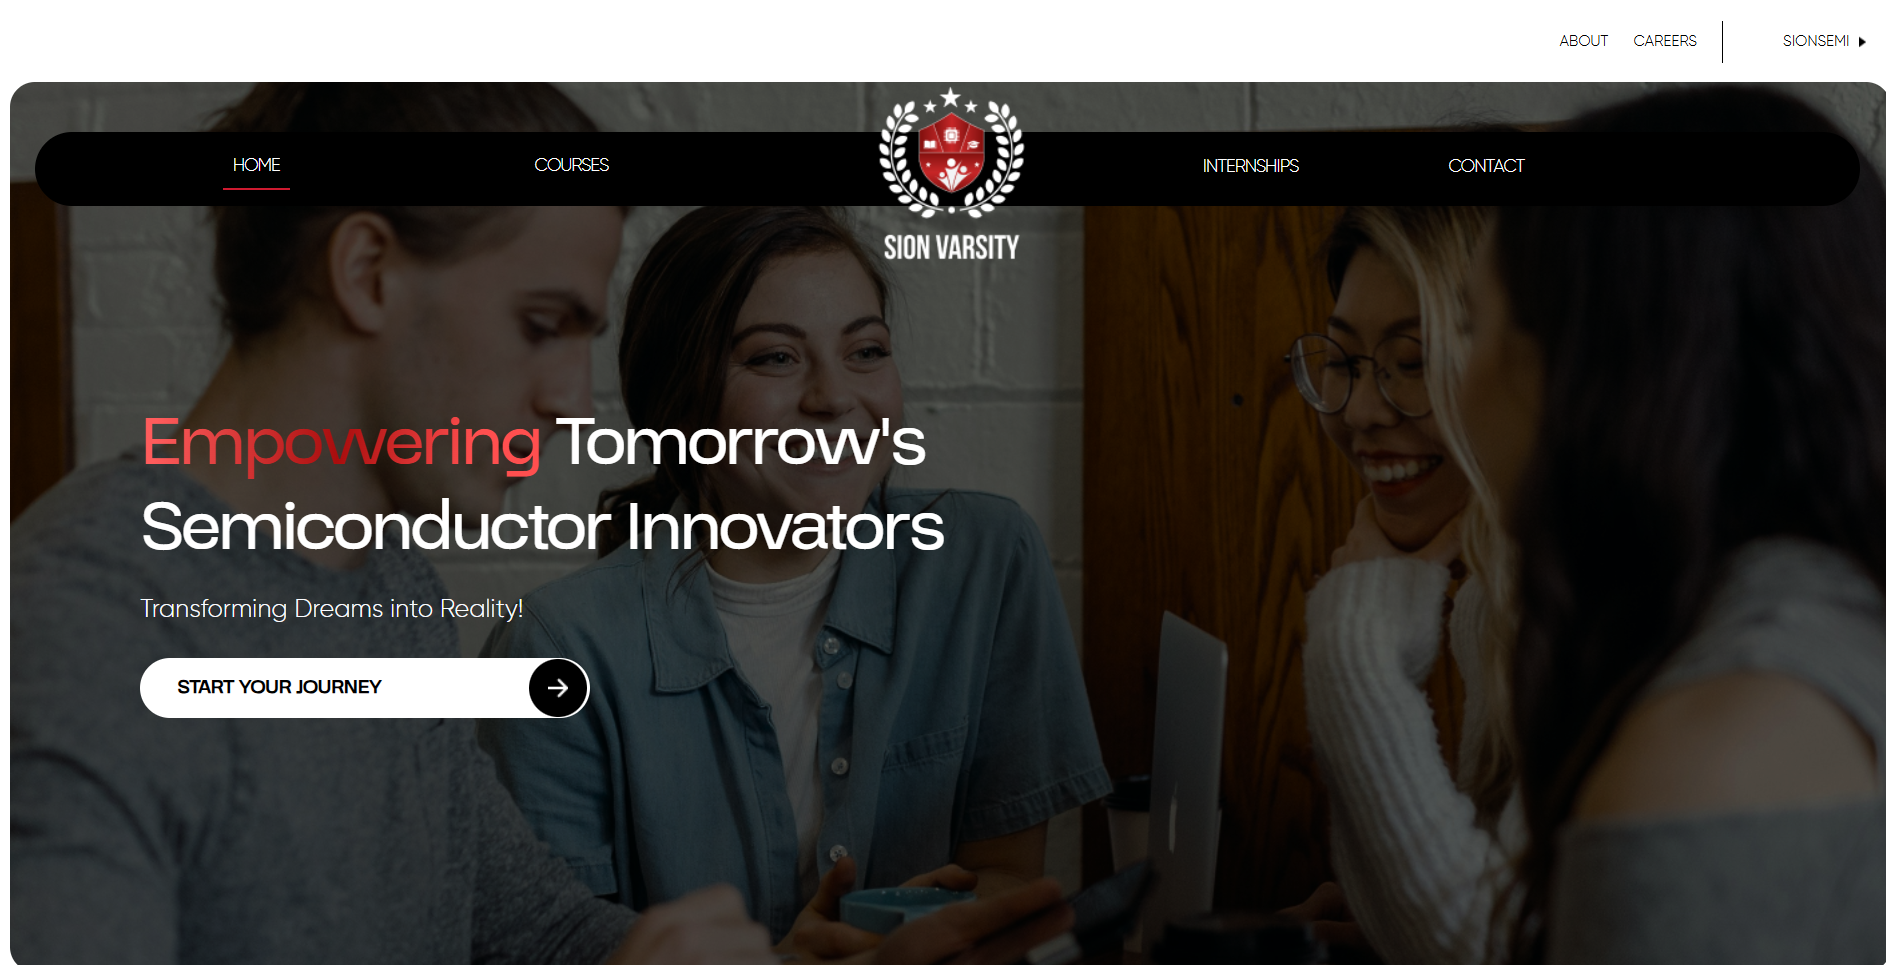 ABOUT CAREERS SIONSEMI
HOME COURSES INTERNSHIPS CONTACT
SION VARSITY
Empowering Tomorrow's
Semiconductor Innovators
Transforming Dreams into Reality!
START YOUR JOURNEY